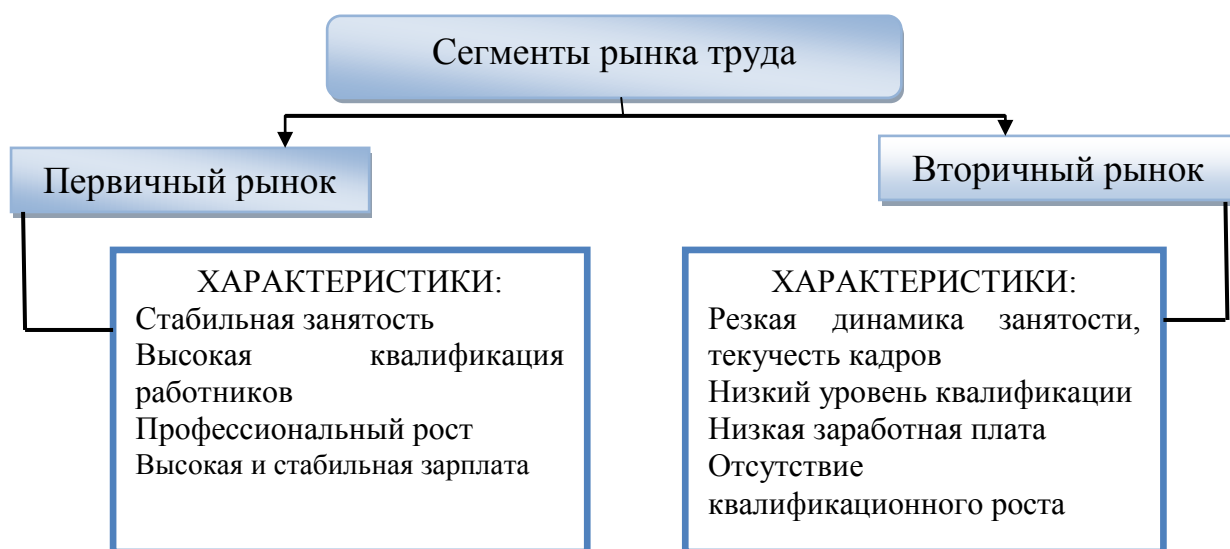 Сегменты рынка труда
Первичный рынок
Вторичный рынок
ХАРАКТЕРИСТИКИ:
Стабильная занятость
Высокая квалификация
работников
Профессиональный рост
Высокая и стабильная зарплата
ХАРАКТЕРИСТИКИ:
Резкая динамика занятости,
текучесть кадров
Низкий уровень квалификации
Низкая заработная плата
Отсутствие
квалификационного роста